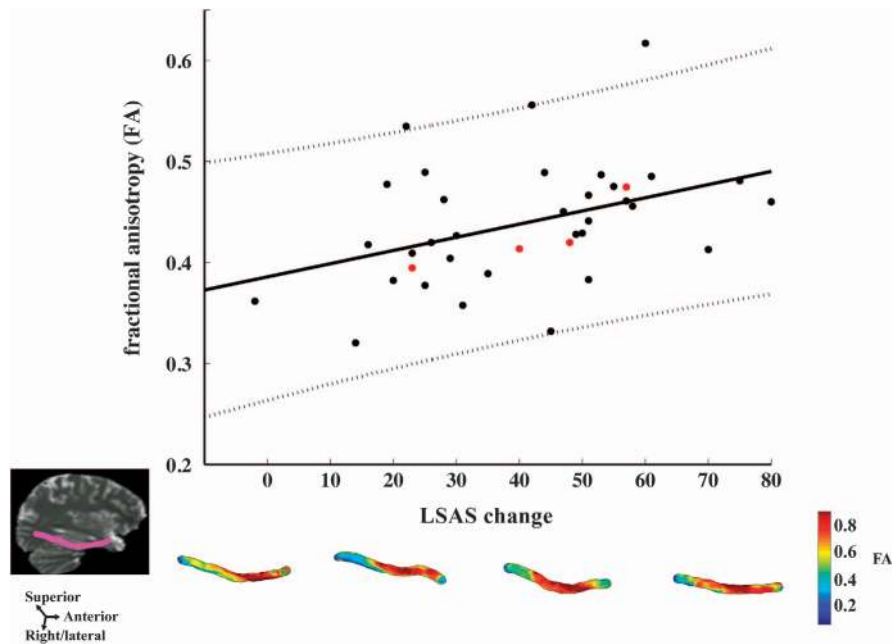 0.6
0.5
0.4
0.3
0.2
fractional anisotropy (FA)
0 10 20 30 40 50 60 70 80
LSAS change
Superior
Anterior
Right/lateral
0.8
0.6
0.4
0.2
FA